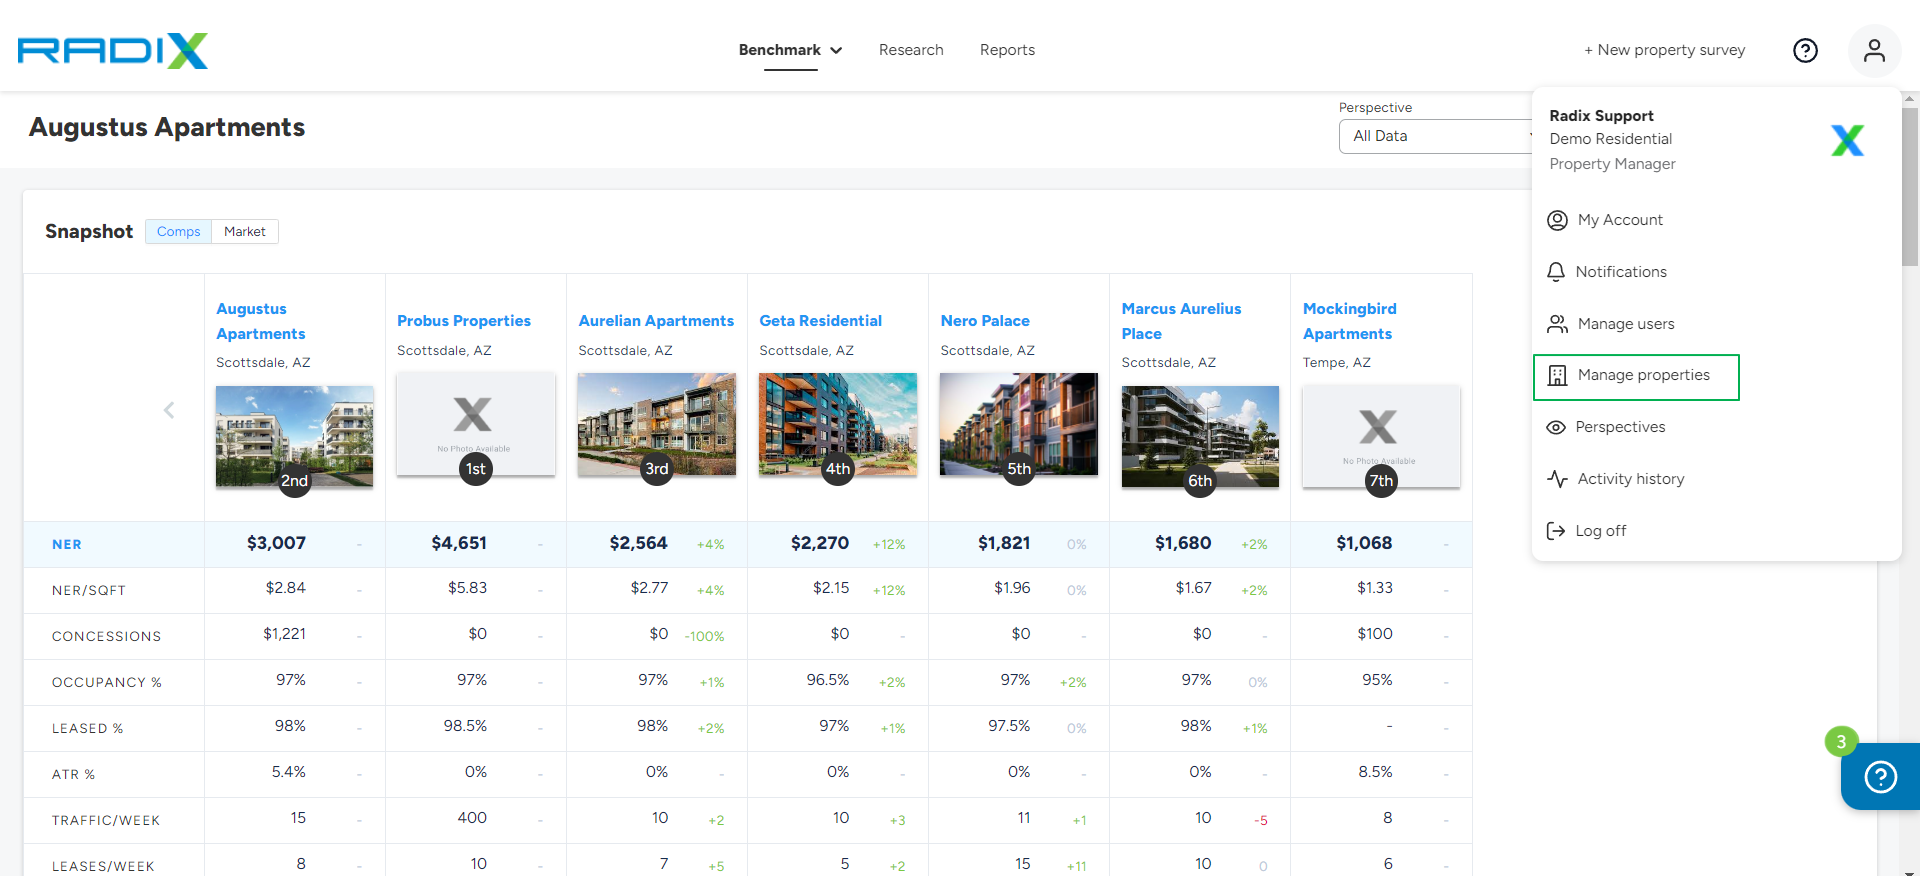 RADIX
Benchmark Research Reports
+ New property survey
Augustus Apartments
Perspective
All Data
Radix Support
Demo Residential
Property Manager
My Account
Notifications
Manage users
Manage properties
Perspectives
Activity history
Log off
Snapshot Comps Market
Augustus Apartments
Scottsdale, AZ
2nd
Probus Properties
Scottsdale, AZ
No Photo Available
1st
Aurelian Apartments
Scottsdale, AZ
3rd
Geta Residential
Scottsdale, AZ
4th
Nero Palace
Scottsdale, AZ
5th
Marcus Aurelius Place
Scottsdale, AZ
6th
Mockingbird Apartments
Tempe, AZ
No Photo Available
7th
NER $3,007 - $4,651 - $2,564 +4% $2,270 +12% $1,821 0% $1,680 +2% $1,068 -
NER/SQFT $2.84 - $5.83 - $2.77 +4% $2.15 +12% $1.96 0% $1.67 +2% $1.33 -
CONCESSIONS $1,221 - $0 - $0 -100% $0 - $0 - $0 - $100 -
OCCUPANCY % 97% - 97% - 97% +1% 96.5% +2% 97% +2% 97% 0% 95% -
LEASED % 98% - 98.5% - 98% +2% 97% +1% 97.5% 0% 98% +1% - -
ATR % 5.4% - 0% - 0% - 0% - 0% - 0% - 8.5% -
TRAFFIC/WEEK 15 - 400 - 10 +2 10 +3 11 +1 10 -5 8 -
LEASES/WEEK 8 - 10 - 7 +5 5 +2 15 +11 10 0 6 -
3